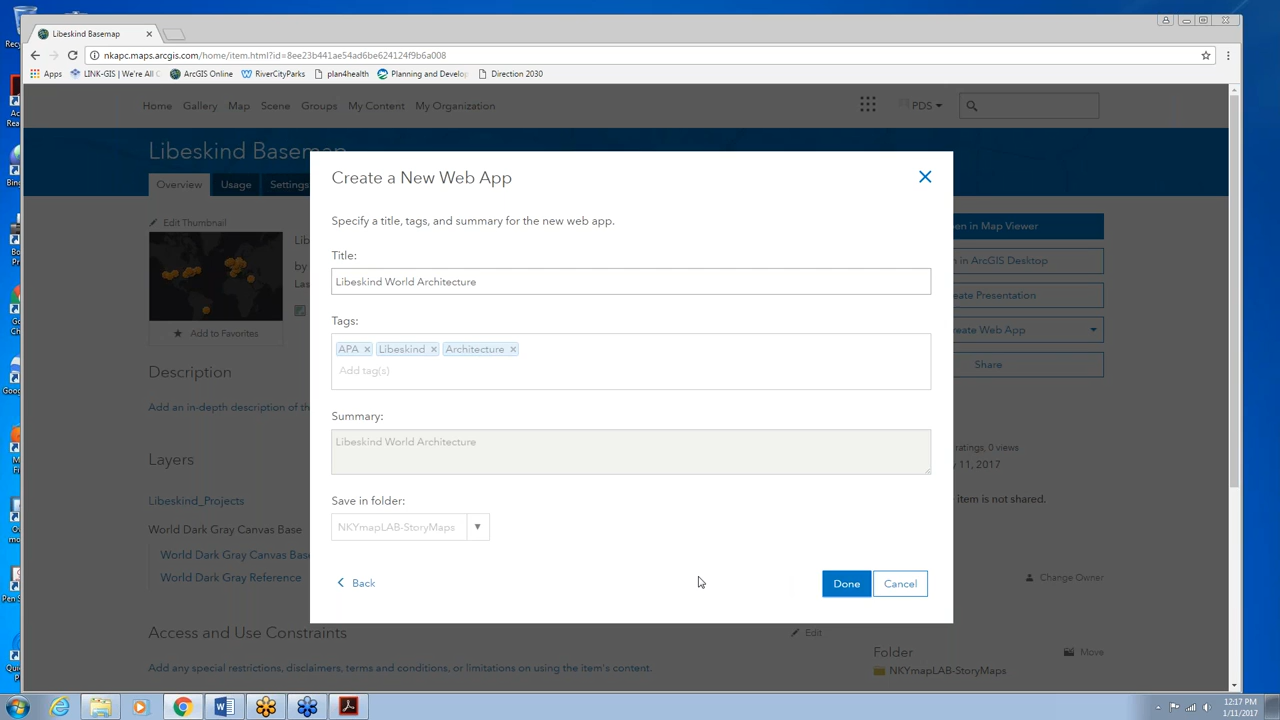 Libeskind Basemap
nkapc.maps.arcgis.com/home/item.html?id=8ee23b441ae54ad6be624124f9b6a008
Apps LINK-GIS | We're All C ArcGIS Online RiverCityParks plan4health Planning and Develop Direction 2030
Home Gallery Map Scene Groups My Content My Organization PDS
Libeskind Basemap
Overview Usage Settings
Edit Thumbnail
Add to Favorites
Description
Add an in-depth description of th
Layers
Libeskind_Projects
World Dark Gray Canvas Base
World Dark Gray Canvas Bas
World Dark Gray Reference
Access and Use Constraints
Edit
Add any special restrictions, disclaimers, terms and conditions, or limitations on using the item's content.
Create a New Web App
Specify a title, tags, and summary for the new web app.
Title:
Libeskind World Architecture
Tags:
APA Libeskind Architecture
Add tag(s)
Summary:
Libeskind World Architecture
Save in folder:
NKYmapLAB-StoryMaps
Back
Done Cancel
en in Map Viewer
n in ArcGIS Desktop
eate Presentation
eate Web App
Share
ratings, 0 views
y 11, 2017
item is not shared.
Change Owner
Folder
Move
NKYmapLAB-StoryMaps
12:17 PM
1/11/2017